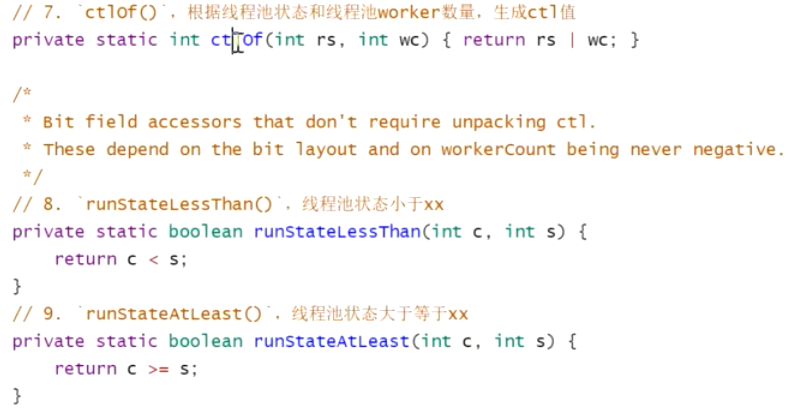 // 7. `ctlOf()`，根据线程池状态和线程池worker数量，生成ctl值
private static int ctlOf(int rs, int wc) { return rs | wc; }
/*
 * Bit field accessors that don't require unpacking ctl.
 * These depend on the bit layout and on workerCount being never negative.
 */
// 8. `runStateLessThan()`，线程池状态小于xx
private static boolean runStateLessThan(int c, int s) {
    return c < s;
}
// 9. `runStateAtLeast()`，线程池状态大于等于xx
private static boolean runStateAtLeast(int c, int s) {
    return c >= s;
}